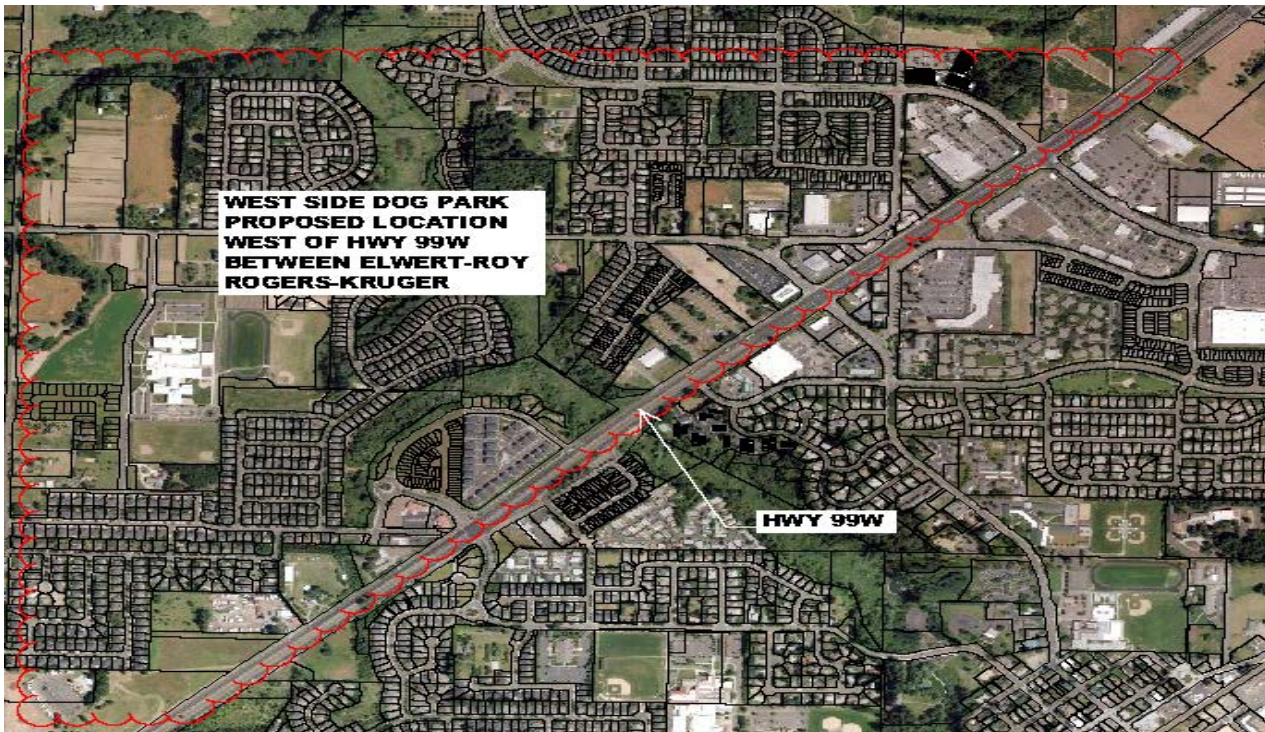 WEST SIDE DOG PARK
PROPOSED LOCATION
WEST OF HWY 99W
BETWEEN ELWERT-ROY
ROGERS-KRUGER
HWY 99W